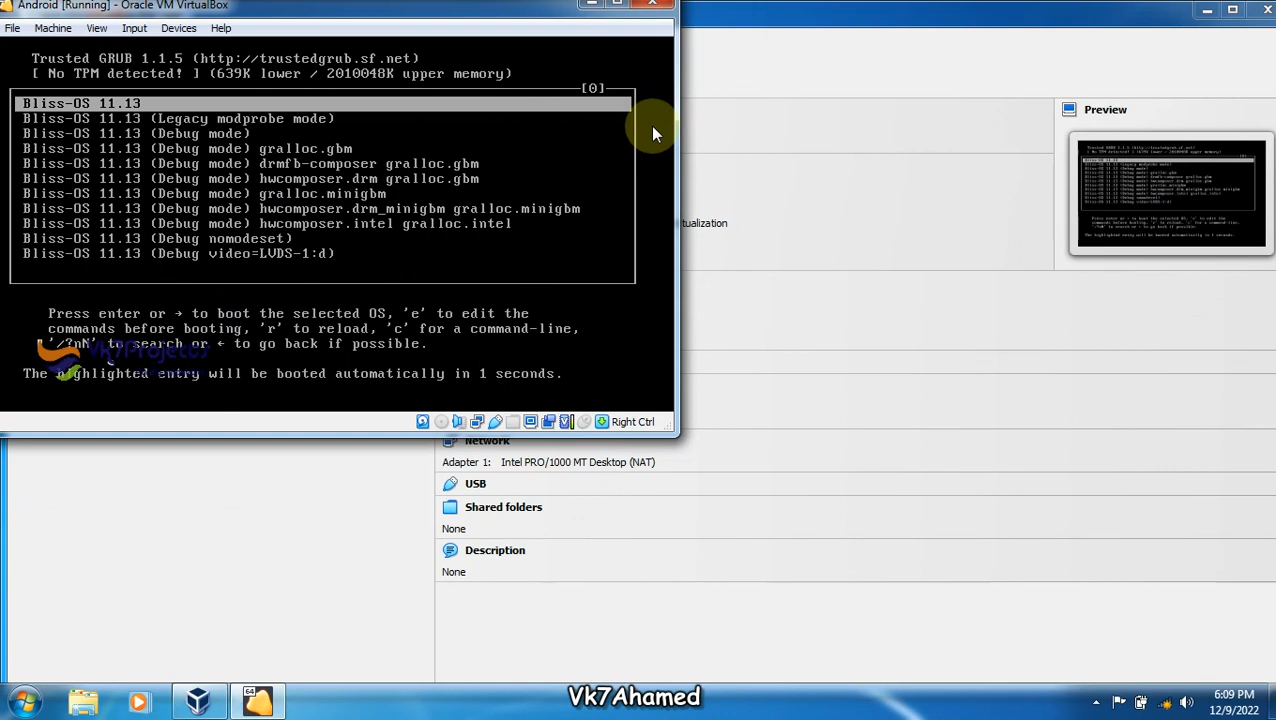 Android [Running] - Oracle VM VirtualBox
File Machine View Input Devices Help
Trusted GRUB 1.1.5 (http://trustedgrub.sf.net)
[ No TPM detected! ] (639K lower / 2010048K upper memory)
[0]
Bliss-OS 11.13
Bliss-OS 11.13 (Legacy modprobe mode)
Bliss-OS 11.13 (Debug mode)
Bliss-OS 11.13 (Debug mode) gralloc.gbm
Bliss-OS 11.13 (Debug mode) drmfb-composer gralloc.gbm
Bliss-OS 11.13 (Debug mode) hwcomposer.drm gralloc.gbm
Bliss-OS 11.13 (Debug mode) gralloc.minigbm
Bliss-OS 11.13 (Debug mode) hwcomposer.drm_minigbm gralloc.minigbm
Bliss-OS 11.13 (Debug mode) hwcomposer.intel gralloc.intel
Bliss-OS 11.13 (Debug nomodeset)
Bliss-OS 11.13 (Debug video=LVDS-1:d)
Press enter or → to boot the selected OS, 'e' to edit the
commands before booting, 'r' to reload, 'c' for a command-line,
'/?nN' to search or ← to go back if possible.
Vk7Projects
The highlighted entry will be booted automatically in 1 seconds.
Right Ctrl
Preview
tualization
Network
Adapter 1: Intel PRO/1000 MT Desktop (NAT)
USB
Shared folders
None
Description
None
64
Vk7Ahamed
6:09 PM
12/9/2022